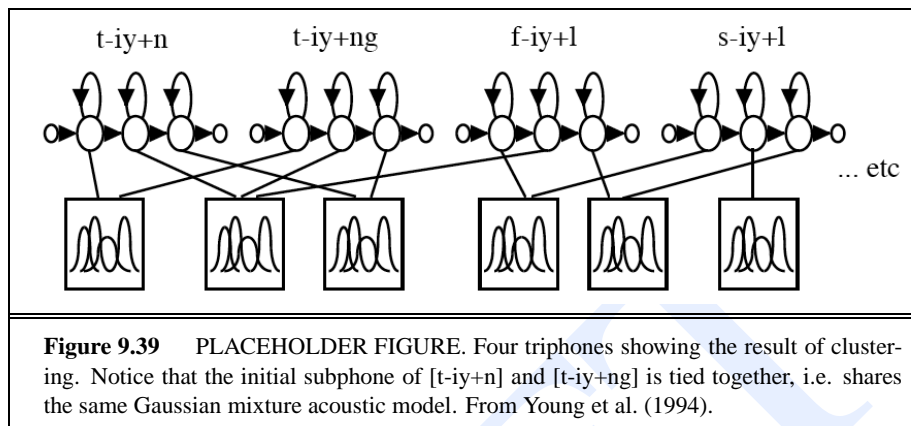 t-iy+n t-iy+ng f-iy+l s-iy+l
... etc
Figure 9.39 PLACEHOLDER FIGURE. Four triphones showing the result of cluster-
ing. Notice that the initial subphone of [t-iy+n] and [t-iy+ng] is tied together, i.e. shares
the same Gaussian mixture acoustic model. From Young et al. (1994).